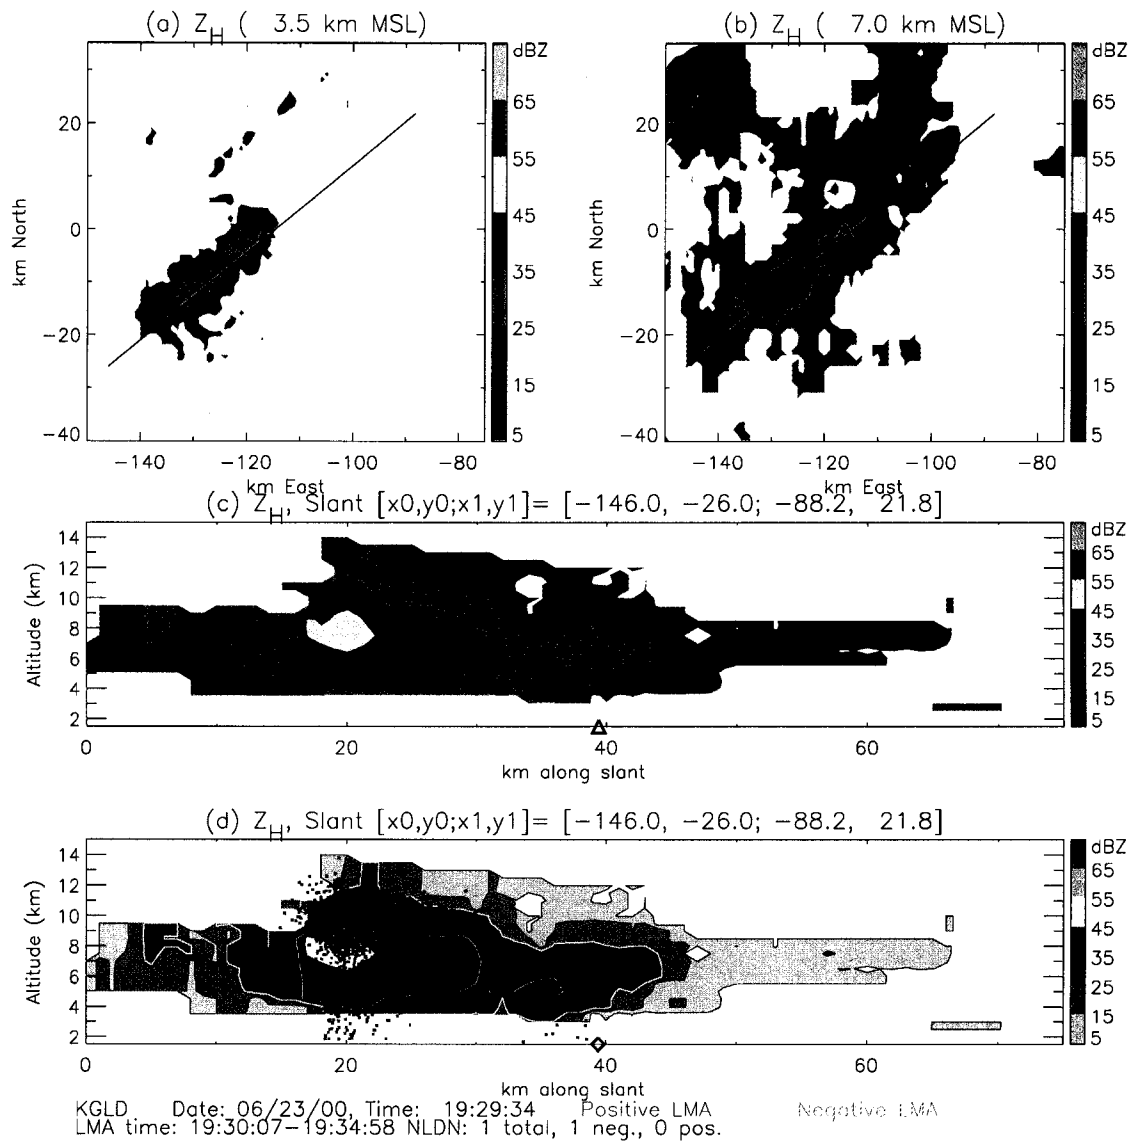 (a) Z_H ( 3.5 km MSL)
(b) Z_H ( 7.0 km MSL)
dBZ
65
55
45
35
25
15
5
20
0
-20
-40
km North
-140 -120 -100 -80
km East
dBZ
65
55
45
35
25
15
5
20
0
-20
-40
km North
-140 -120 -100 -80
km East
(c) Z_H, Slant [x0,y0;x1,y1]= [-146.0, -26.0; -88.2, 21.8]
14
12
10
8
6
4
2
Altitude (km)
0 20 40 60
km along slant
dBZ
65
55
45
35
25
15
5
(d) Z_H, Slant [x0,y0;x1,y1]= [-146.0, -26.0; -88.2, 21.8]
14
12
10
8
6
4
2
Altitude (km)
0 20 40 60
km along slant
dBZ
65
55
45
35
25
15
5
KGLD Date: 06/23/00, Time: 19:29:34 Positive LMA Negative LMA
LMA time: 19:30:07-19:34:58 NLDN: 1 total, 1 neg., 0 pos.